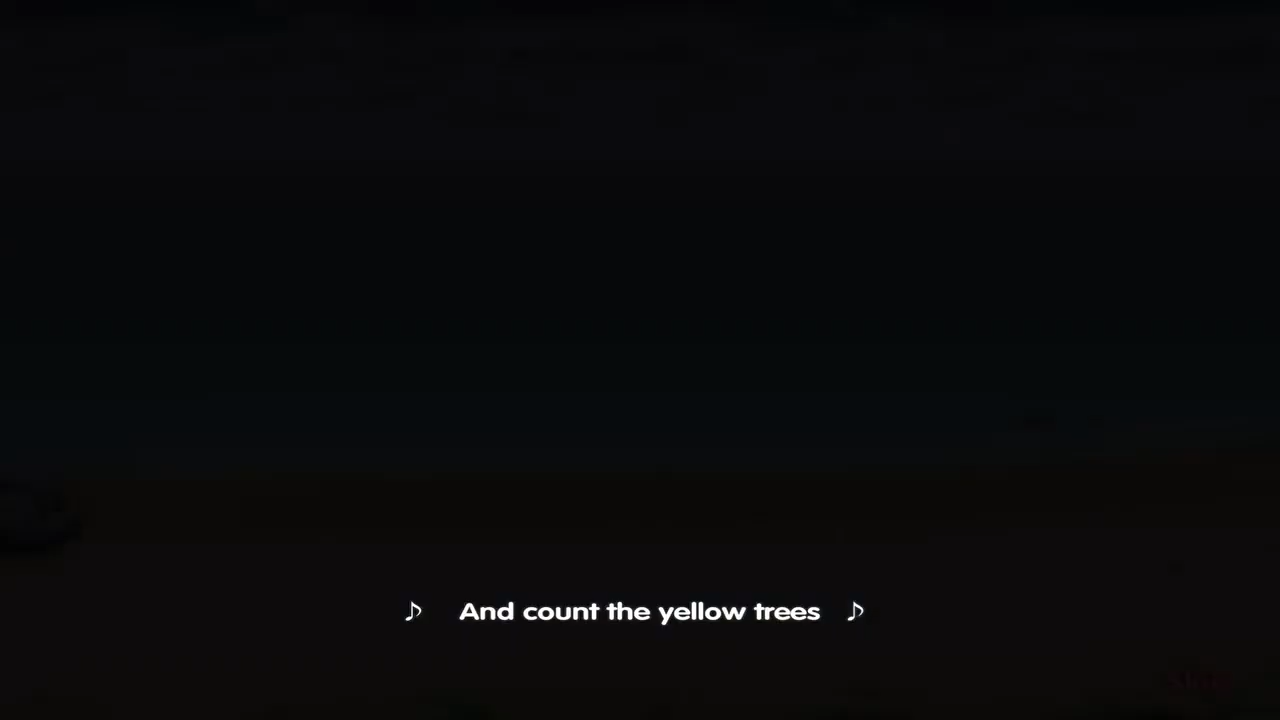 ♪ And count the yellow trees ♪